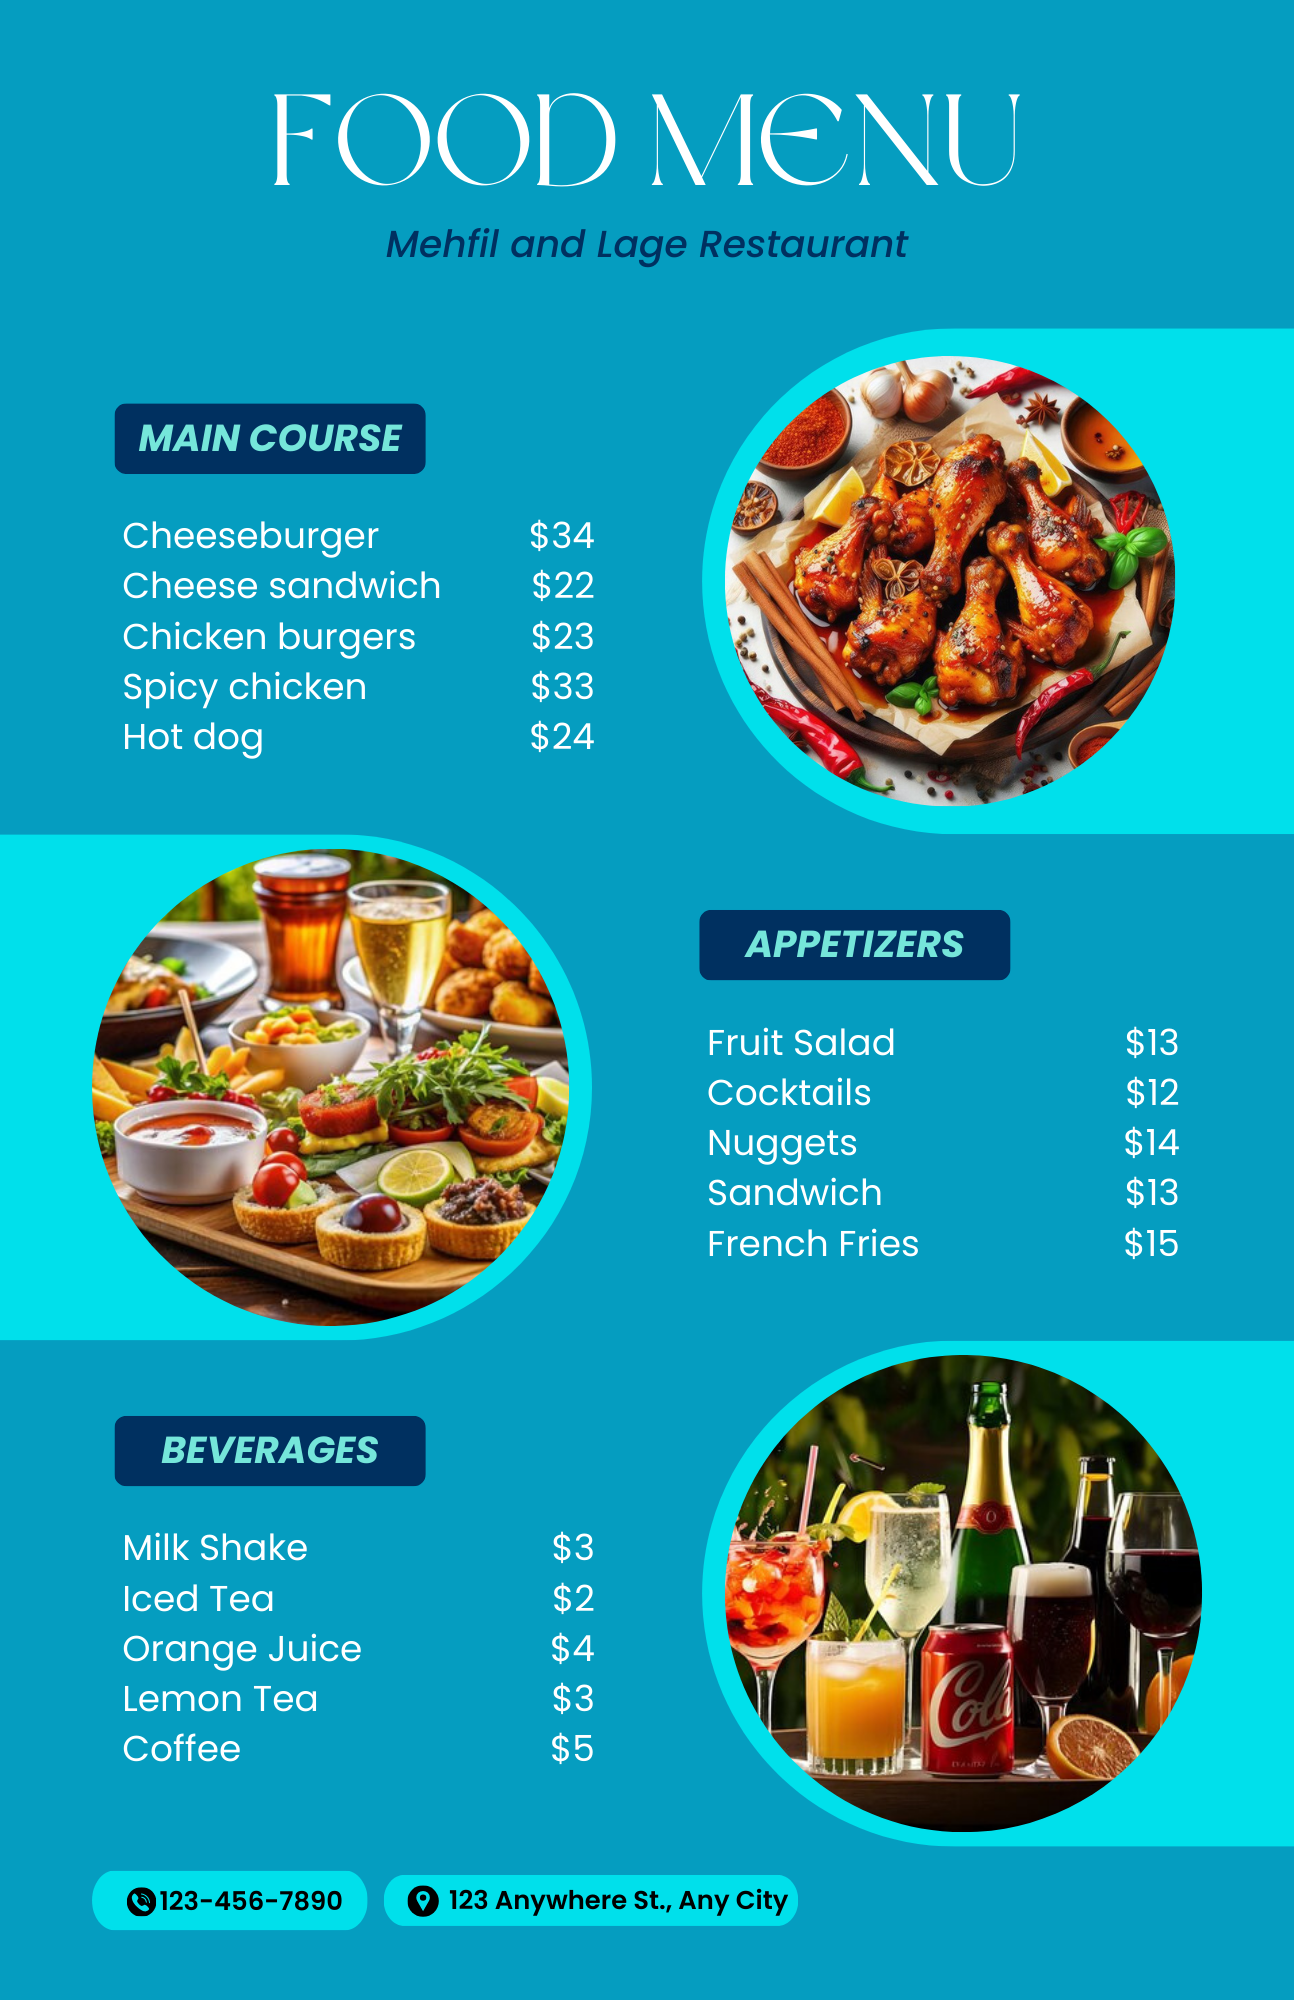 FOOD MENU
Mehfil and Lage Restaurant
MAIN COURSE
Cheeseburger $34
Cheese sandwich $22
Chicken burgers $23
Spicy chicken $33
Hot dog $24
APPETIZERS
Fruit Salad $13
Cocktails $12
Nuggets $14
Sandwich $13
French Fries $15
BEVERAGES
Milk Shake $3
Iced Tea $2
Orange Juice $4
Lemon Tea $3
Coffee $5
Cola
123-456-7890
123 Anywhere St., Any City